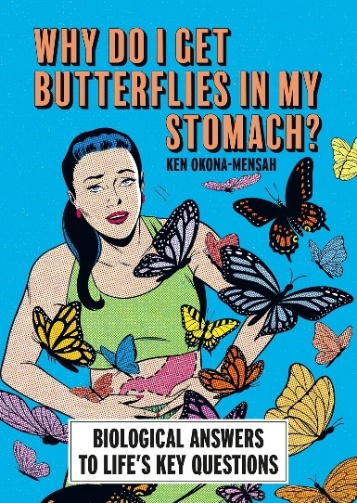 WHY DO I GET
BUTTERFLIES IN MY
STOMACH?
KEN OKONA-MENSAH
BIOLOGICAL ANSWERS
TO LIFE'S KEY QUESTIONS